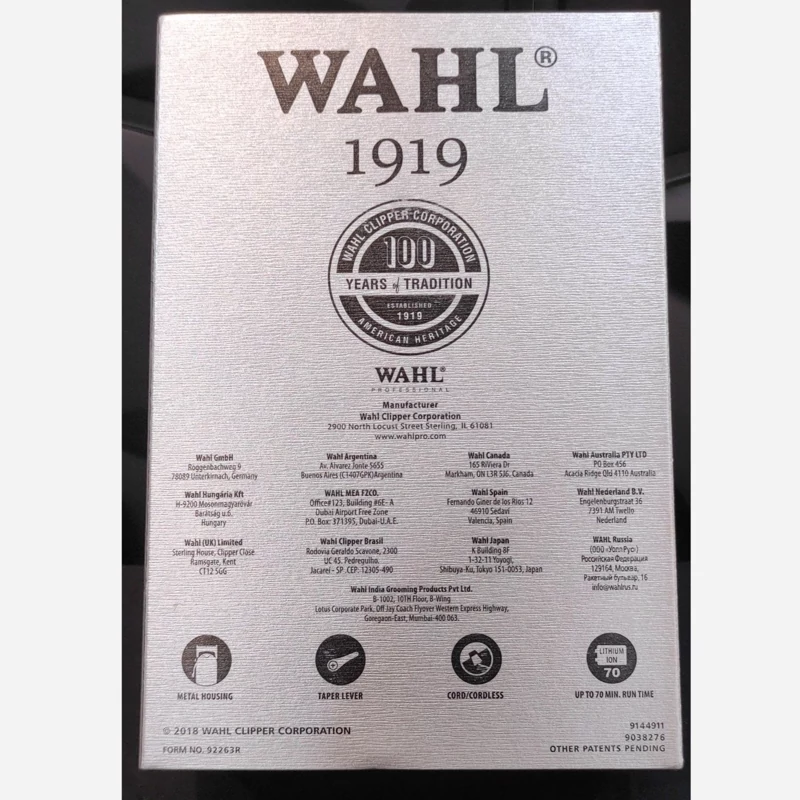 WAHL®
1919
WAHL CLIPPER CORPORATION
100
YEARS of TRADITION
ESTABLISHED
1919
AMERICAN HERITAGE
WAHL®
PROFESSIONAL
Manufacturer
Wahl Clipper Corporation
2900 North Locust Street Sterling, IL 61081
www.wahlpro.com
Wahl GmbH
Roggenbachweg 9
78089 Unterkirnach, Germany
Wahl Argentina
Av. Alvarez Jonte 5655
Buenos Aires (C1407GPK)Argentina
Wahl Canada
165 RiViera Dr
Markham, ON L3R 5J6, Canada
Wahl Australia PTY LTD
PO Box 456
Acacia Ridge Qld 4110 Australia
Wahl Hungária Kft
H-9200 Mosonmagyaróvár
Barátság u.6.
Hungary
WAHL MEA FZCO.
Office#123, Building #6E- A
Dubai Airport Free Zone
P.O. Box: 371395, Dubai-U.A.E.
Wahl Spain
Fernando Giner de los Rios 12
46910 Sedavi
Valencia, Spain
Wahl Nederland B.V.
Engelenburgstraat 36
7391 AM Twello
Nederland
Wahl (UK) Limited
Sterling House, Clipper Close
Ramsgate, Kent
CT12 5GG
Wahl Clipper Brasil
Rodovia Geraldo Scavone, 2300
UC 45. Pedregulho.
Jacareí - SP .CEP: 12305-490
Wahl Japan
K Building 8F
1-32-11 Yoyogi,
Shibuya-Ku, Tokyo 151-0053, Japan
WAHL Russia
(ООО «Уолл Рус»)
Российская Федерация
129164, Москва,
Ракетный бульвар, 16
info@wahlrus.ru
Wahl India Grooming Products Pvt Ltd.
B-1002, 10TH Floor, B-Wing
Lotus Corporate Park, Off Jay Coach Flyover Western Express Highway,
Goregaon-East, Mumbai-400 063.
METAL HOUSING
TAPER LEVER
CORD/CORDLESS
LITHIUM
ION
70
UP TO 70 MIN. RUN TIME
© 2018 WAHL CLIPPER CORPORATION
FORM NO. 92263R
9144911
9038276
OTHER PATENTS PENDING